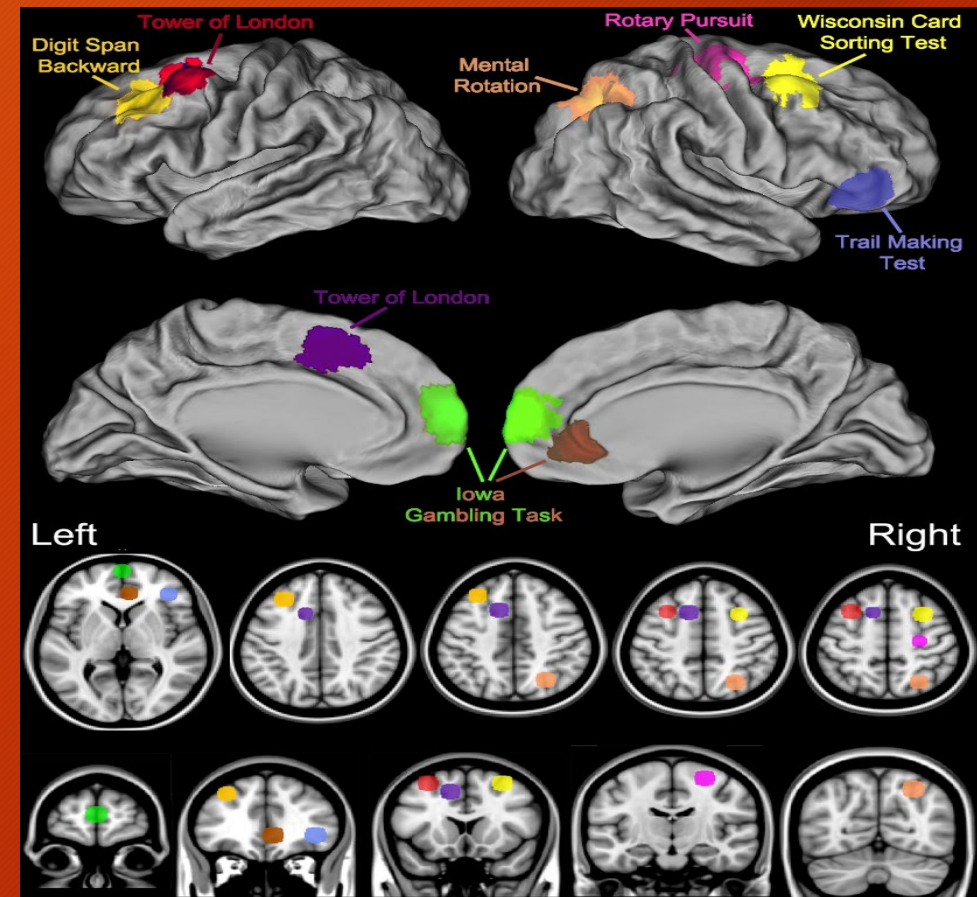 Tower of London
Digit Span
Backward
Rotary Pursuit
Wisconsin Card
Sorting Test
Mental
Rotation
Trail Making
Test
Tower of London
Iowa
Gambling Task
Left
Right